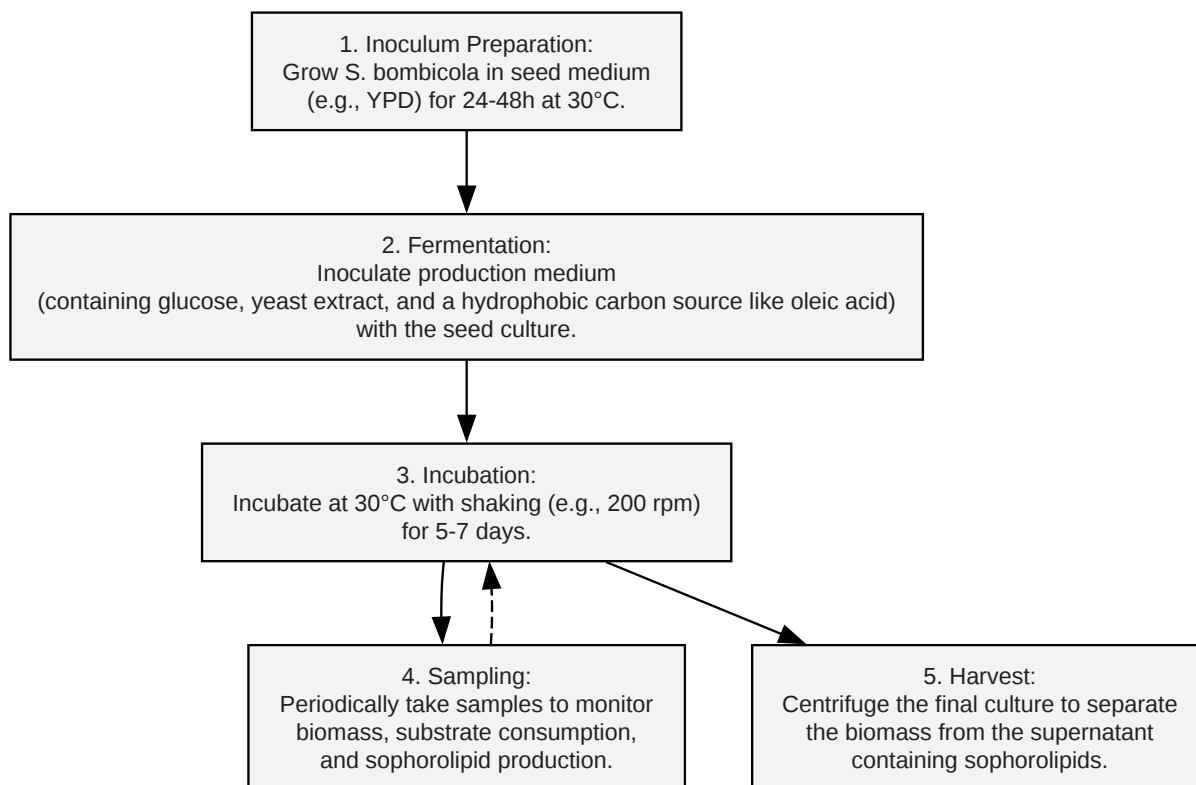 1. Inoculum Preparation:
Grow S. bombicola in seed medium
(e.g., YPD) for 24-48h at 30°C.
2. Fermentation:
Inoculate production medium
(containing glucose, yeast extract, and a hydrophobic carbon source like oleic acid)
with the seed culture.
3. Incubation:
Incubate at 30°C with shaking (e.g., 200 rpm)
for 5-7 days.
4. Sampling:
Periodically take samples to monitor
biomass, substrate consumption,
and sophorolipid production.
5. Harvest:
Centrifuge the final culture to separate
the biomass from the supernatant
containing sophorolipids.